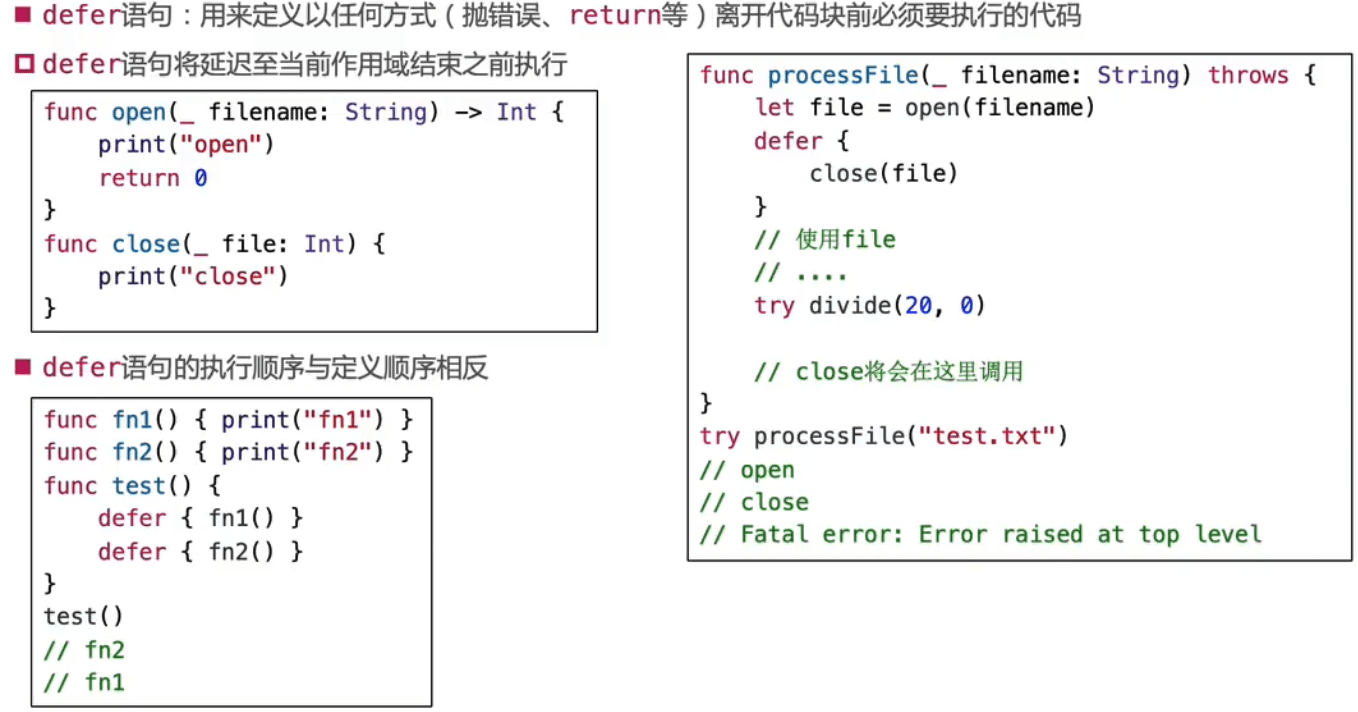 ■ defer语句：用来定义以任何方式（抛错误、return等）离开代码块前必须要执行的代码
defer语句将延迟至当前作用域结束之前执行
func open(_ filename: String) -> Int {
    print("open")
    return 0
}
func close(_ file: Int) {
    print("close")
}
■ defer语句的执行顺序与定义顺序相反
func fn1() { print("fn1") }
func fn2() { print("fn2") }
func test() {
    defer { fn1() }
    defer { fn2() }
}
test()
// fn2
// fn1
func processFile(_ filename: String) throws {
    let file = open(filename)
    defer {
        close(file)
    }
    // 使用file
    // ....
    try divide(20, 0)
    // close将会在这里调用
}
try processFile("test.txt")
// open
// close
// Fatal error: Error raised at top level